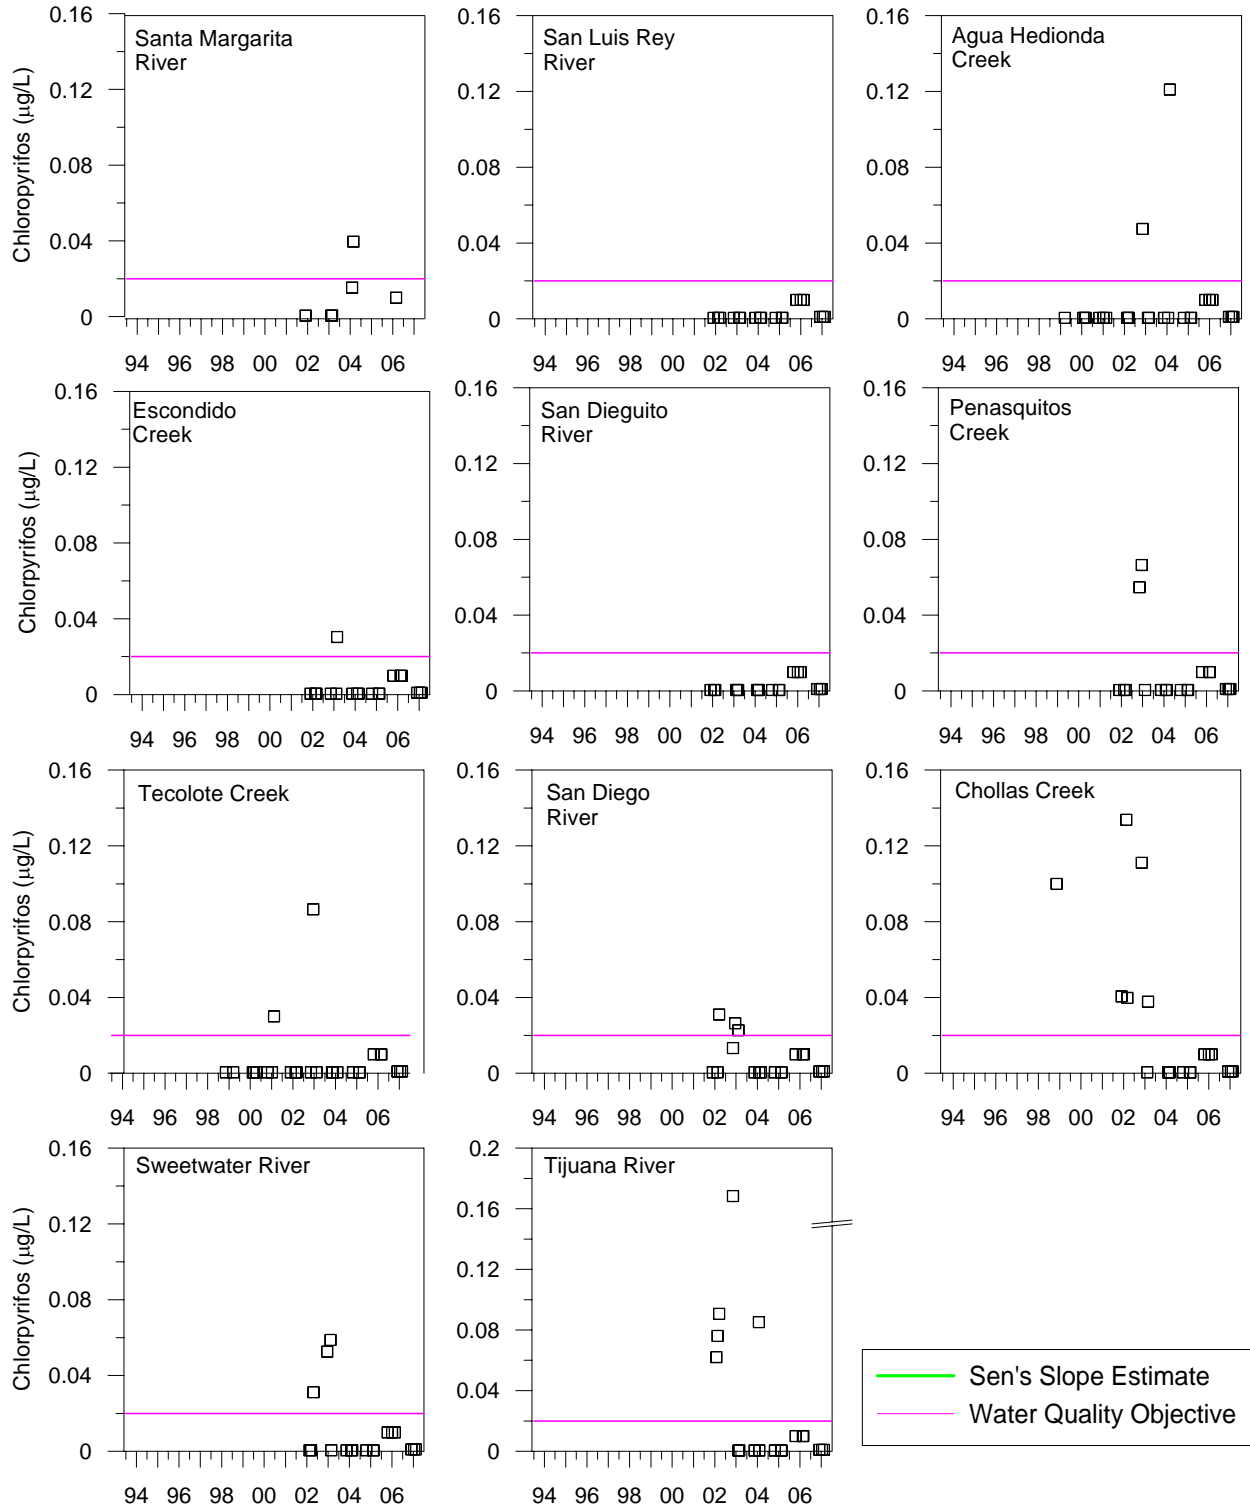 0.16
0.12
0.08
0.04
0
Chloropyrifos (µg/L)
Santa Margarita
River
94 96 98 00 02 04 06
0.16
0.12
0.08
0.04
0
San Luis Rey
River
94 96 98 00 02 04 06
0.16
0.12
0.08
0.04
0
Agua Hedionda
Creek
94 96 98 00 02 04 06
0.16
0.12
0.08
0.04
0
Chlorpyrifos (µg/L)
Escondido
Creek
94 96 98 00 02 04 06
0.16
0.12
0.08
0.04
0
San Dieguito
River
94 96 98 00 02 04 06
0.16
0.12
0.08
0.04
0
Penasquitos
Creek
94 96 98 00 02 04 06
0.16
0.12
0.08
0.04
0
Chlorpyrifos (µg/L)
Tecolote Creek
94 96 98 00 02 04 06
0.16
0.12
0.08
0.04
0
San Diego
River
94 96 98 00 02 04 06
0.16
0.12
0.08
0.04
0
Chollas Creek
94 96 98 00 02 04 06
0.16
0.12
0.08
0.04
0
Chlorpyrifos (µg/L)
Sweetwater River
94 96 98 00 02 04 06
0.2
0.16
0.12
0.08
0.04
0
Tijuana River
94 96 98 00 02 04 06
Sen's Slope Estimate
Water Quality Objective